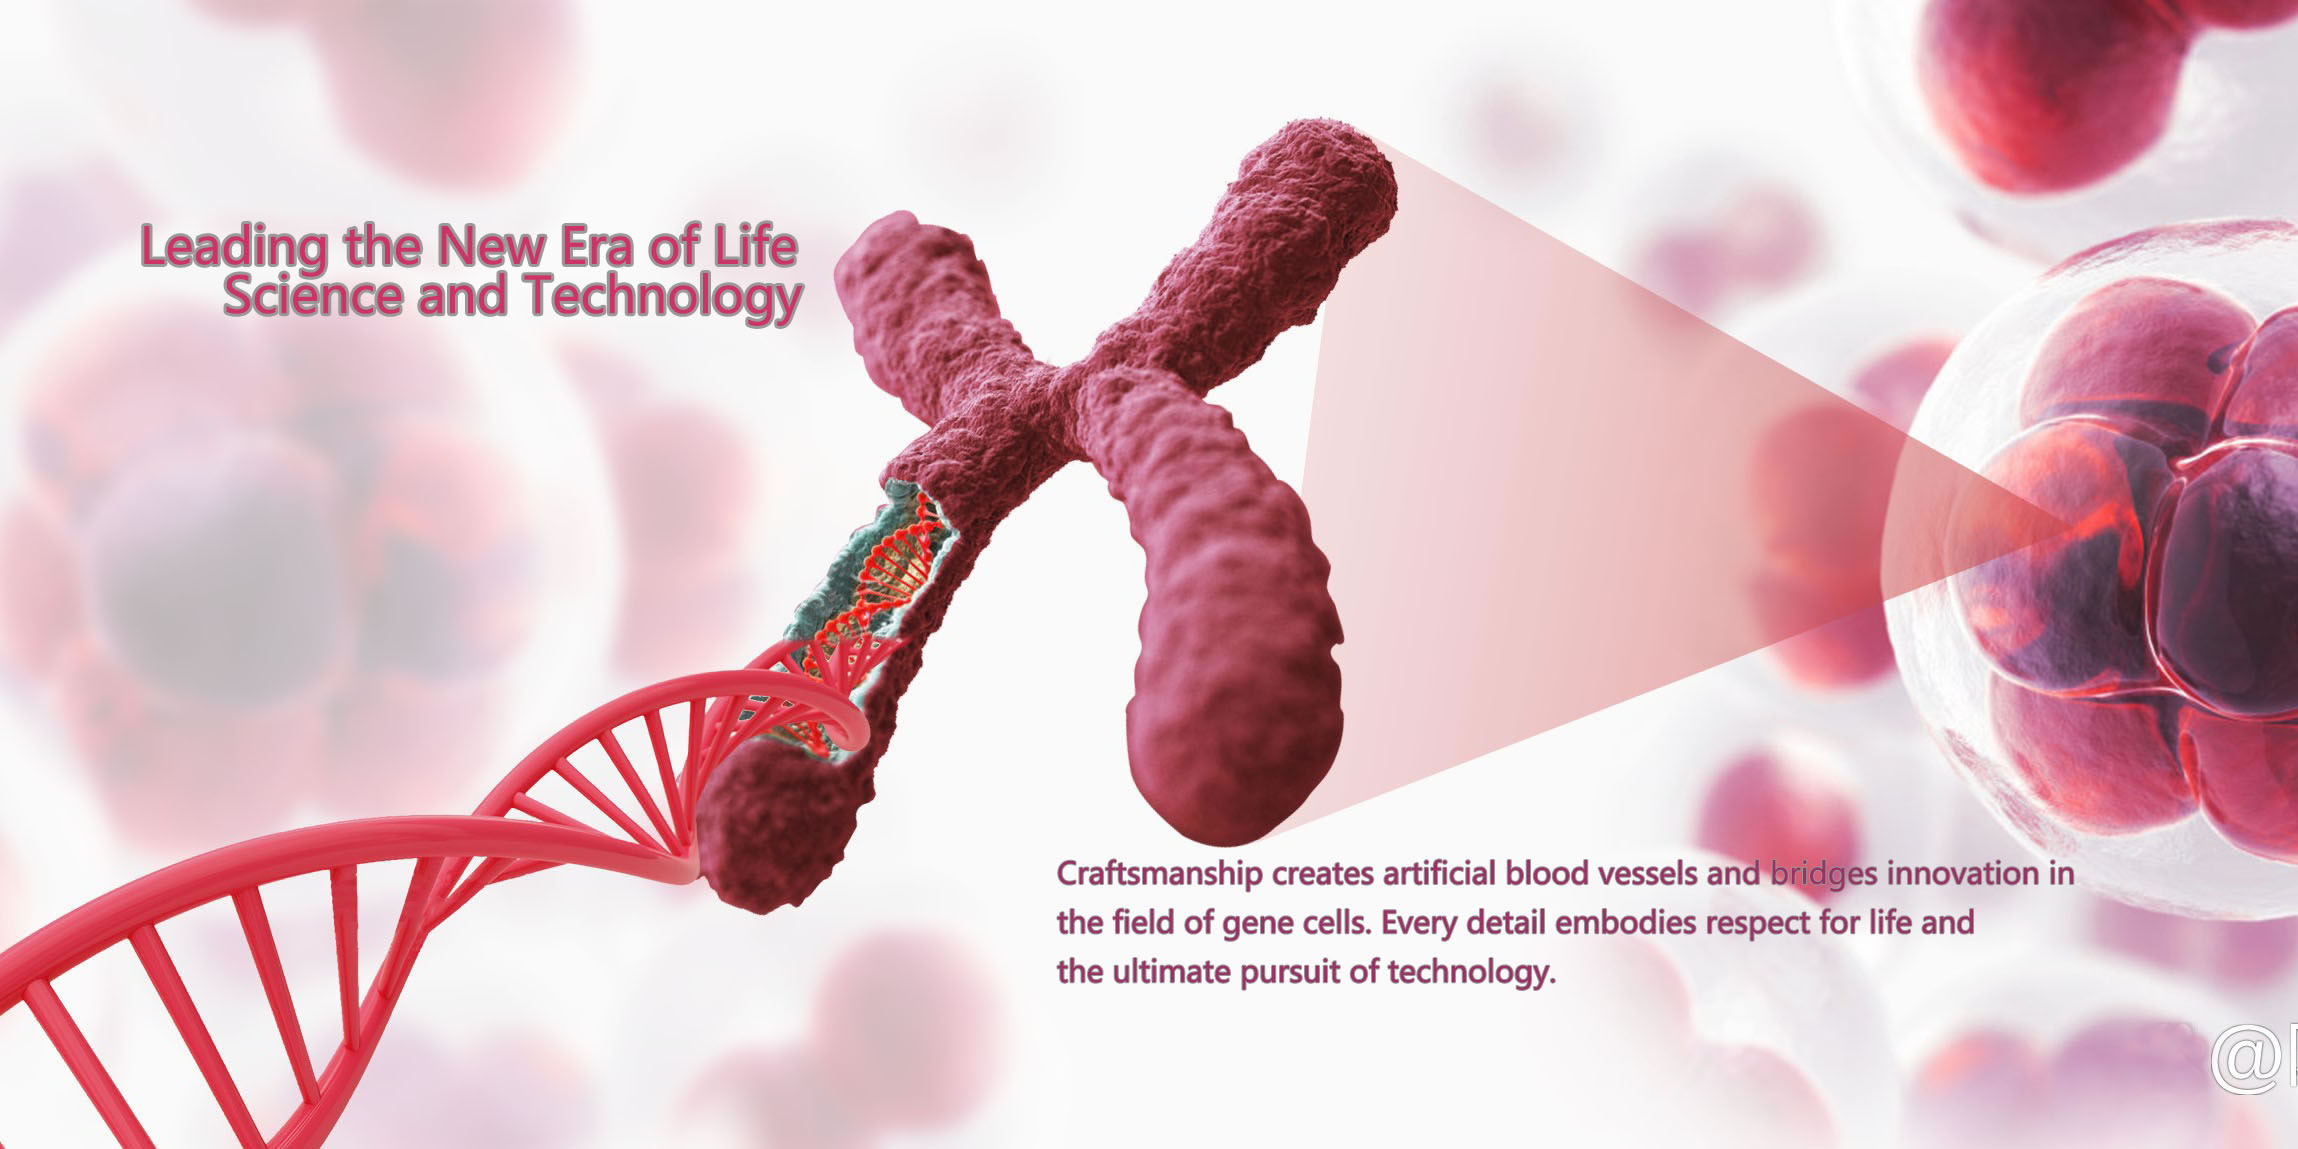 Leading the New Era of Life
Science and Technology
Craftsmanship creates artificial blood vessels and bridges innovation in
the field of gene cells. Every detail embodies respect for life and
the ultimate pursuit of technology.
@